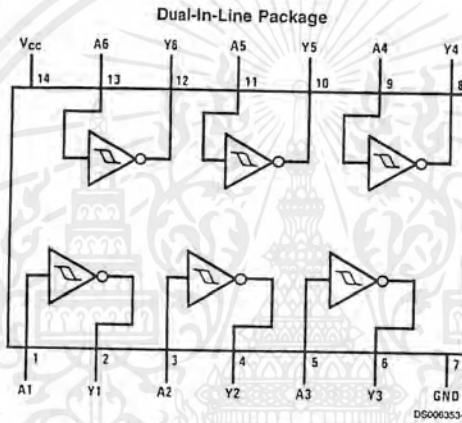 Dual-In-Line Package
VCC A6 Y6 A5 Y5 A4 Y4
14 13 12 11 10 9 8
1 2 3 4 5 6 7
A1 Y1 A2 Y2 A3 Y3 GND
DS006353-